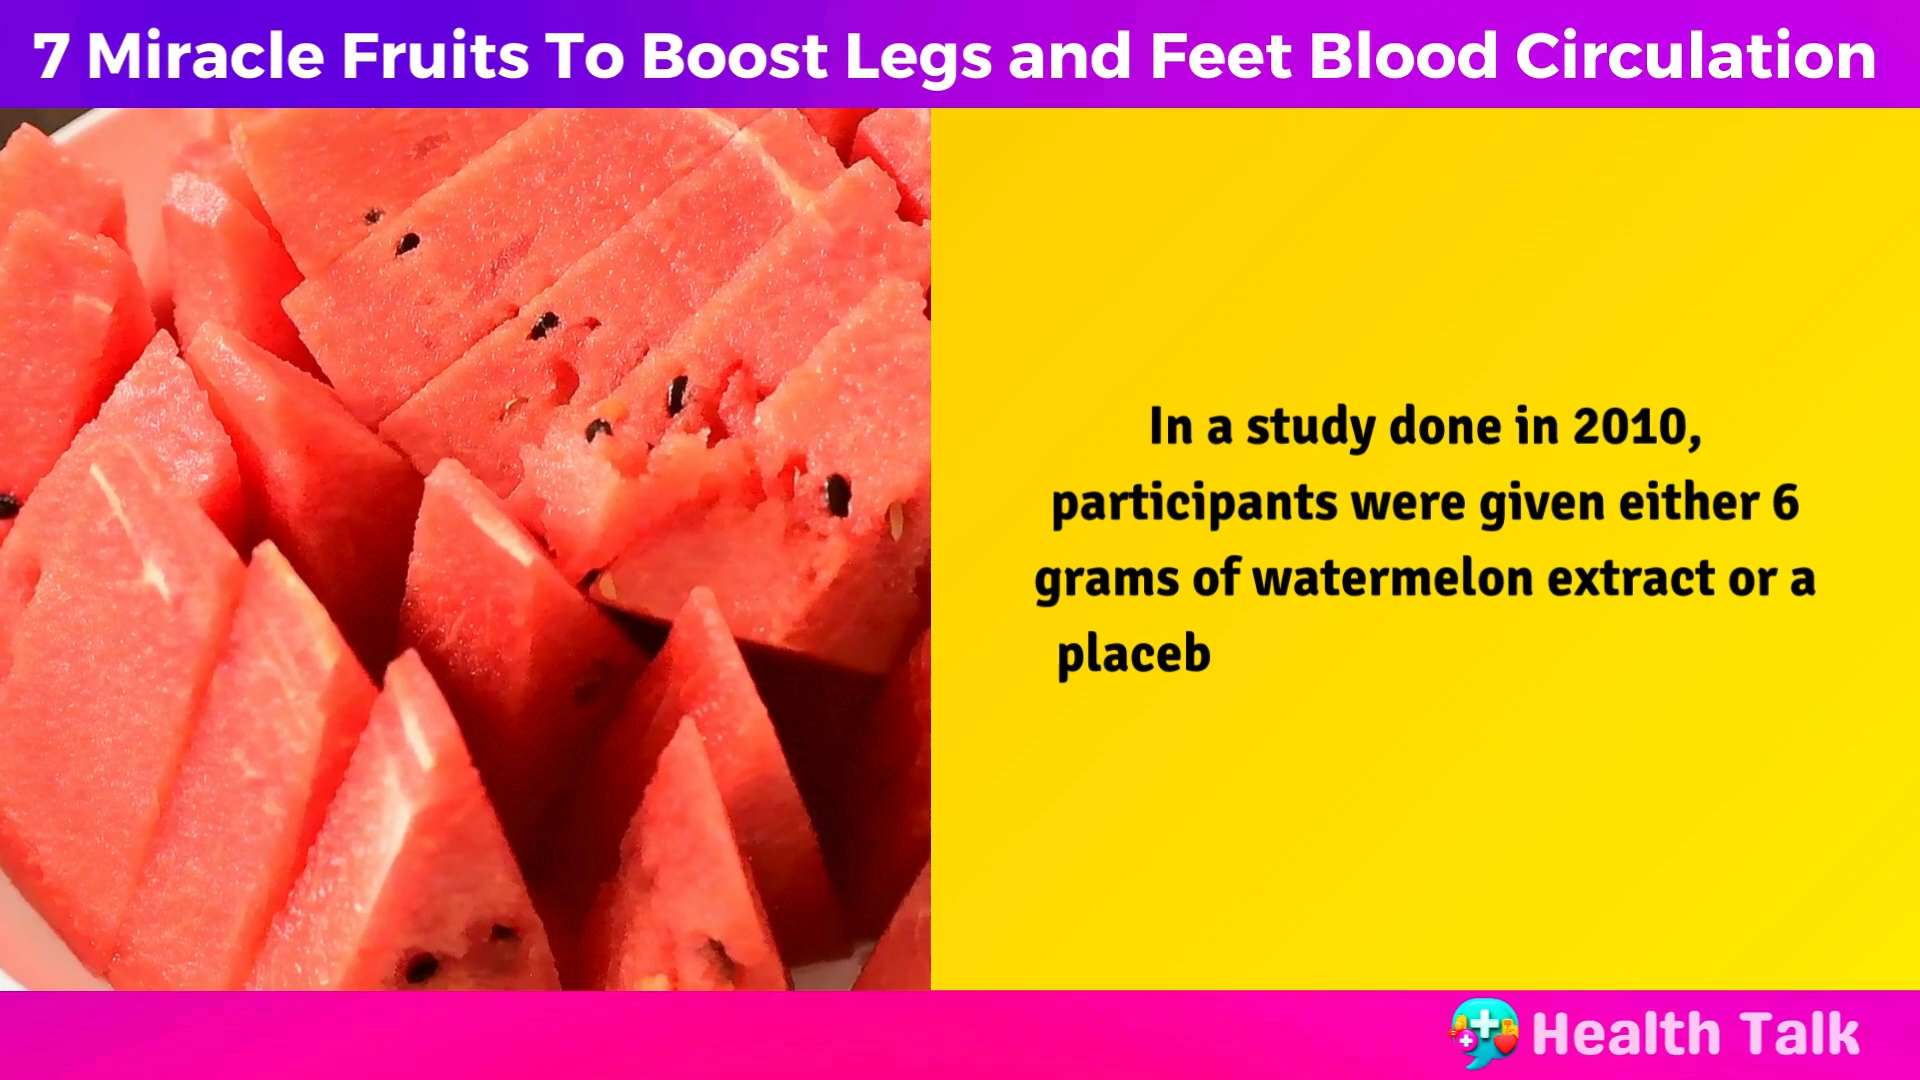 7 Miracle Fruits To Boost Legs and Feet Blood Circulation
In a study done in 2010,
participants were given either 6
grams of watermelon extract or a
placeb
Health Talk